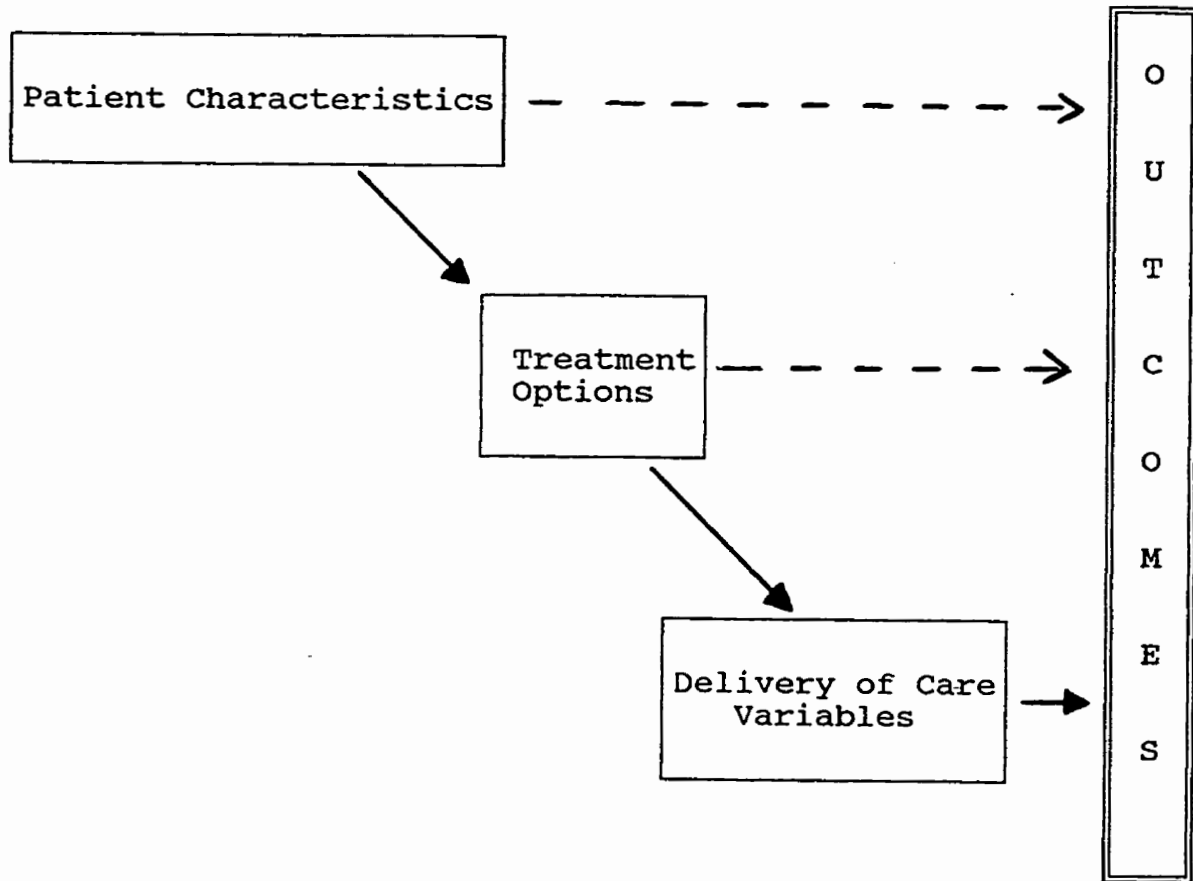 Patient Characteristics
Treatment
Options
Delivery of Care
Variables
O
U
T
C
O
M
E
S